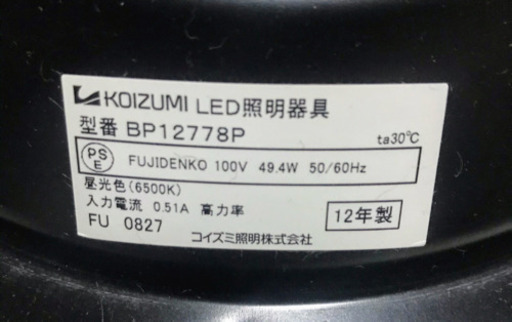 KOIZUMI LED照明器具
型番 BP12778P ta30℃
PSE FUJIDENKO 100V 49.4W 50/60Hz
昼光色(6500K)
入力電流 0.51A 高力率
12年製
FU 0827
コイズミ照明株式会社